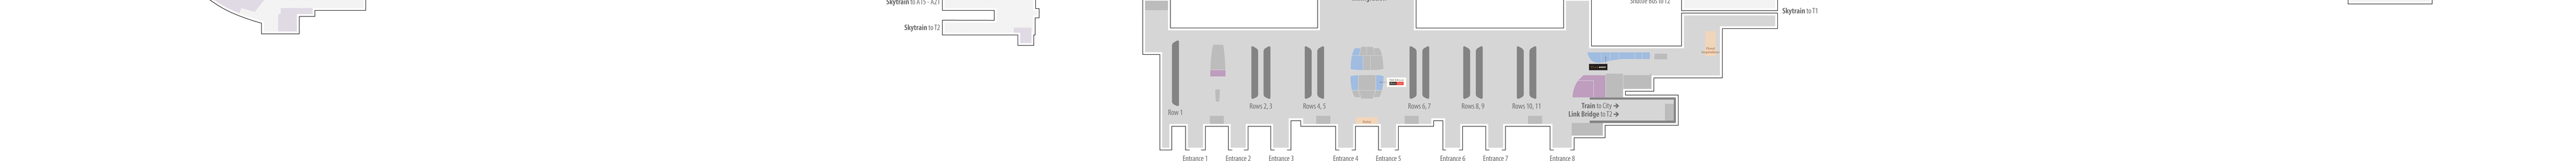 Skytrain to A15 - A21
Skytrain to T2
Shuttle Bus to T2
Skytrain to T1
Row 1
Rows 2, 3
Rows 4, 5
Rows 6, 7
Rows 8, 9
Rows 10, 11
Train to City →
Link Bridge to T2 →
Entrance 1
Entrance 2
Entrance 3
Entrance 4
Entrance 5
Entrance 6
Entrance 7
Entrance 8